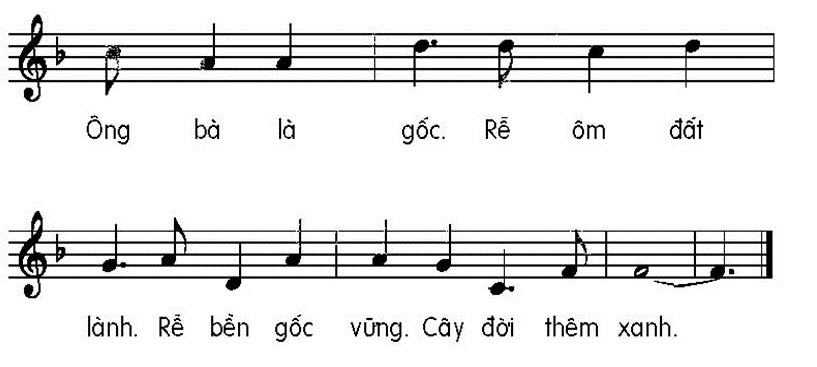 Ông bà là gốc. Rễ ôm đất
lành. Rễ bền gốc vững. Cây đời thêm xanh.